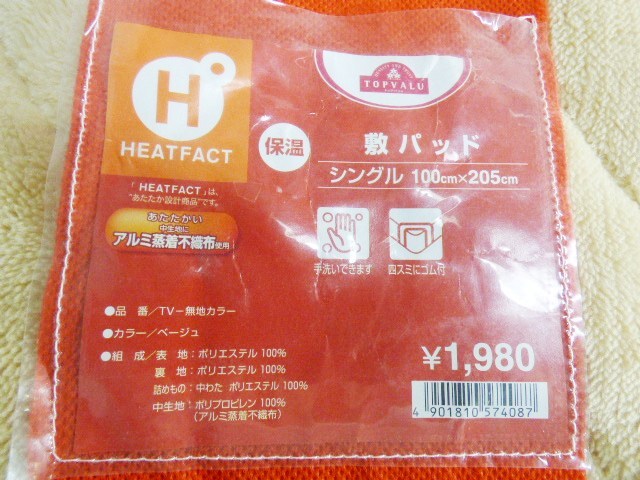 H°
HEATFACT
TOPVALU
保温
敷パッド
シングル 100cm×205cm
「HEATFACT」は、
"あたたか設計商品"です。
あたたかい
中生地に
アルミ蒸着不織布使用
手洗いできます
四スミにゴム付
●品 番/TV-無地カラー
●カラー/ベージュ
●組 成/表 地:ポリエステル 100%
裏 地:ポリエステル 100%
詰めもの:中わた ポリエステル 100%
中生地:ポリプロピレン 100%
(アルミ蒸着不織布)
¥1,980
4 901810 574087